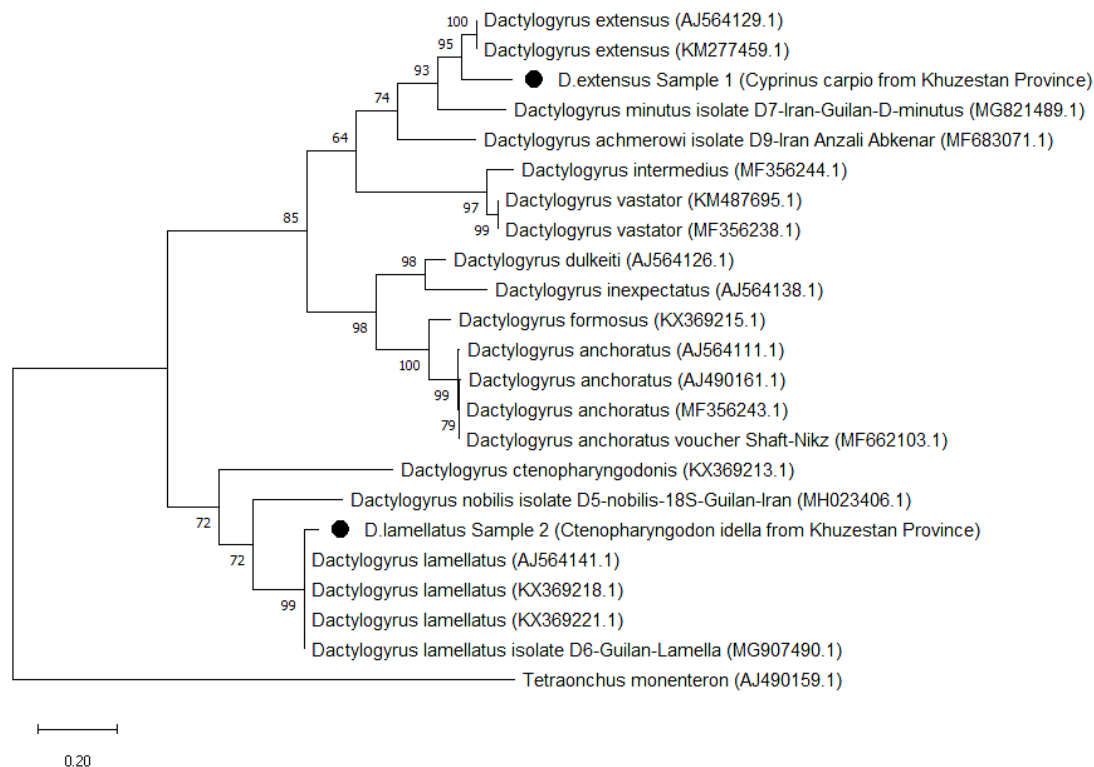 Dactylogyrus extensus (AJ564129.1)
100
Dactylogyrus extensus (KM277459.1)
95
D.extensus Sample 1 (Cyprinus carpio from Khuzestan Province)
93
Dactylogyrus minutus isolate D7-Iran-Guilan-D-minutus (MG821489.1)
74
Dactylogyrus achmerowi isolate D9-Iran Anzali Abkenar (MF683071.1)
64
Dactylogyrus intermedius (MF356244.1)
Dactylogyrus vastator (KM487695.1)
97
85
Dactylogyrus vastator (MF356238.1)
99
Dactylogyrus dulkeiti (AJ564126.1)
98
Dactylogyrus inexpectatus (AJ564138.1)
Dactylogyrus formosus (KX369215.1)
98
Dactylogyrus anchoratus (AJ564111.1)
100
Dactylogyrus anchoratus (AJ490161.1)
99
Dactylogyrus anchoratus (MF356243.1)
79
Dactylogyrus anchoratus voucher Shaft-Nikz (MF662103.1)
Dactylogyrus ctenopharyngodonis (KX369213.1)
Dactylogyrus nobilis isolate D5-nobilis-18S-Guilan-Iran (MH023406.1)
72
D.lamellatus Sample 2 (Ctenopharyngodon idella from Khuzestan Province)
72
Dactylogyrus lamellatus (AJ564141.1)
Dactylogyrus lamellatus (KX369218.1)
99
Dactylogyrus lamellatus (KX369221.1)
Dactylogyrus lamellatus isolate D6-Guilan-Lamella (MG907490.1)
Tetraonchus monenteron (AJ490159.1)
0.20